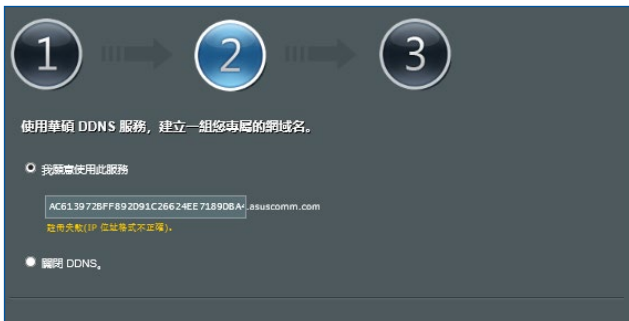 1
2
3
使用華碩 DDNS 服務，建立一組您專屬的網域名。
我願意使用此服務
AC613972BFF892D91C26624EE7189DBA4.asuscomm.com
註冊失敗(IP 位址格式不正確)。
關閉 DDNS。